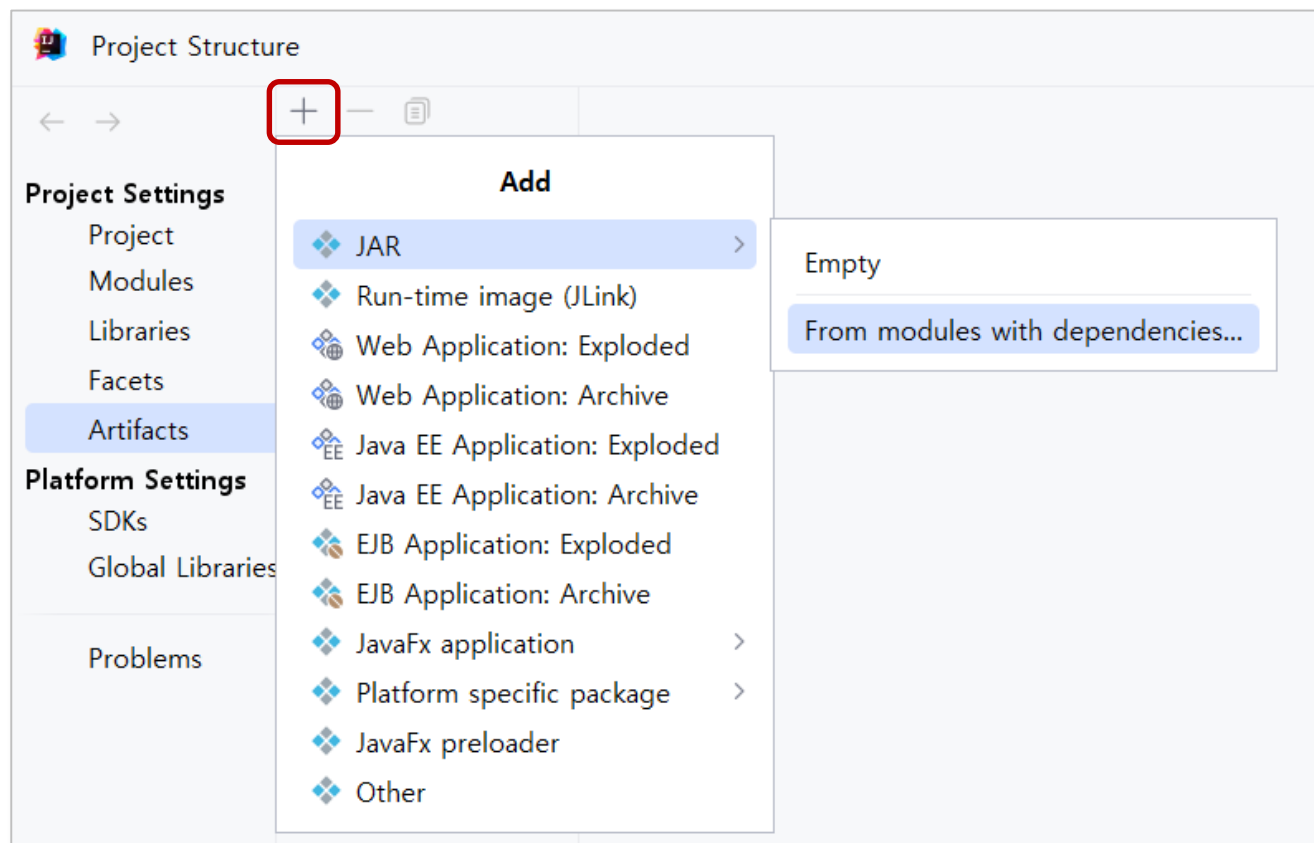 Project Structure
Project Settings
Project
Modules
Libraries
Facets
Artifacts
Platform Settings
SDKs
Global Libraries
Problems
Add
JAR
Run-time image (JLink)
Web Application: Exploded
Web Application: Archive
Java EE Application: Exploded
Java EE Application: Archive
EJB Application: Exploded
EJB Application: Archive
JavaFx application
Platform specific package
JavaFx preloader
Other
Empty
From modules with dependencies...